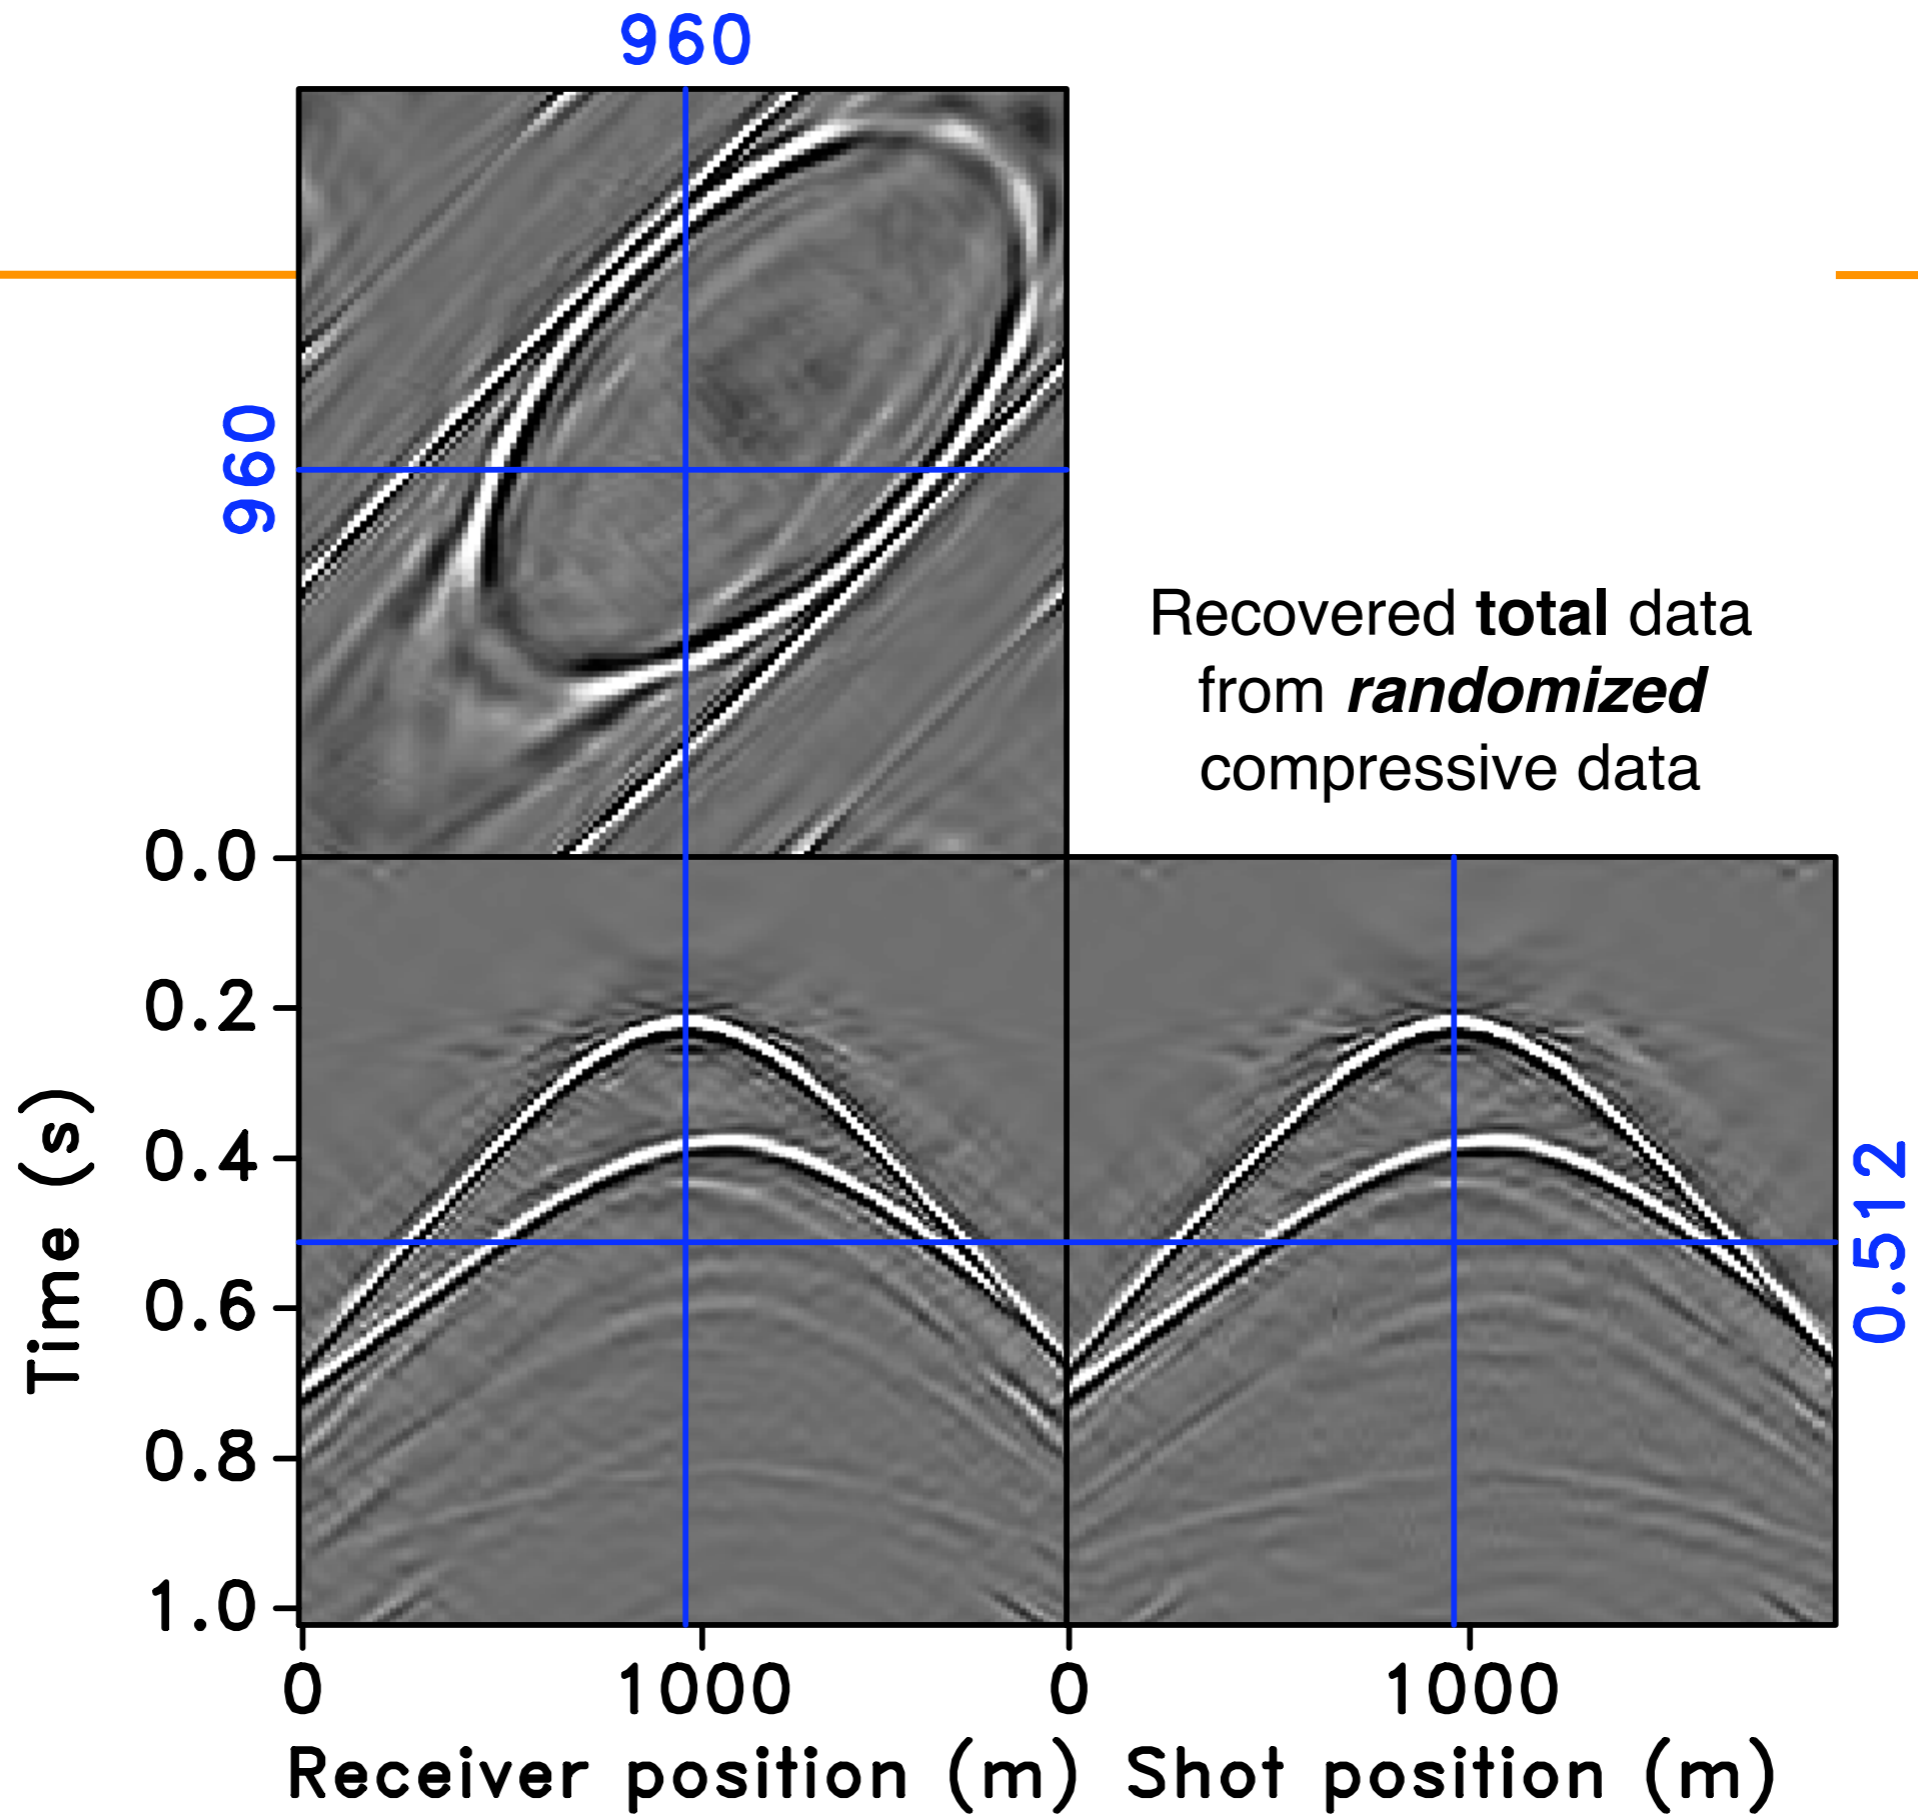 960
960
Recovered total data
from randomized
compressive data
0.0
0.2
0.4
0.6
0.8
1.0
Time (s)
0.512
0 1000 0 1000
Receiver position (m) Shot position (m)